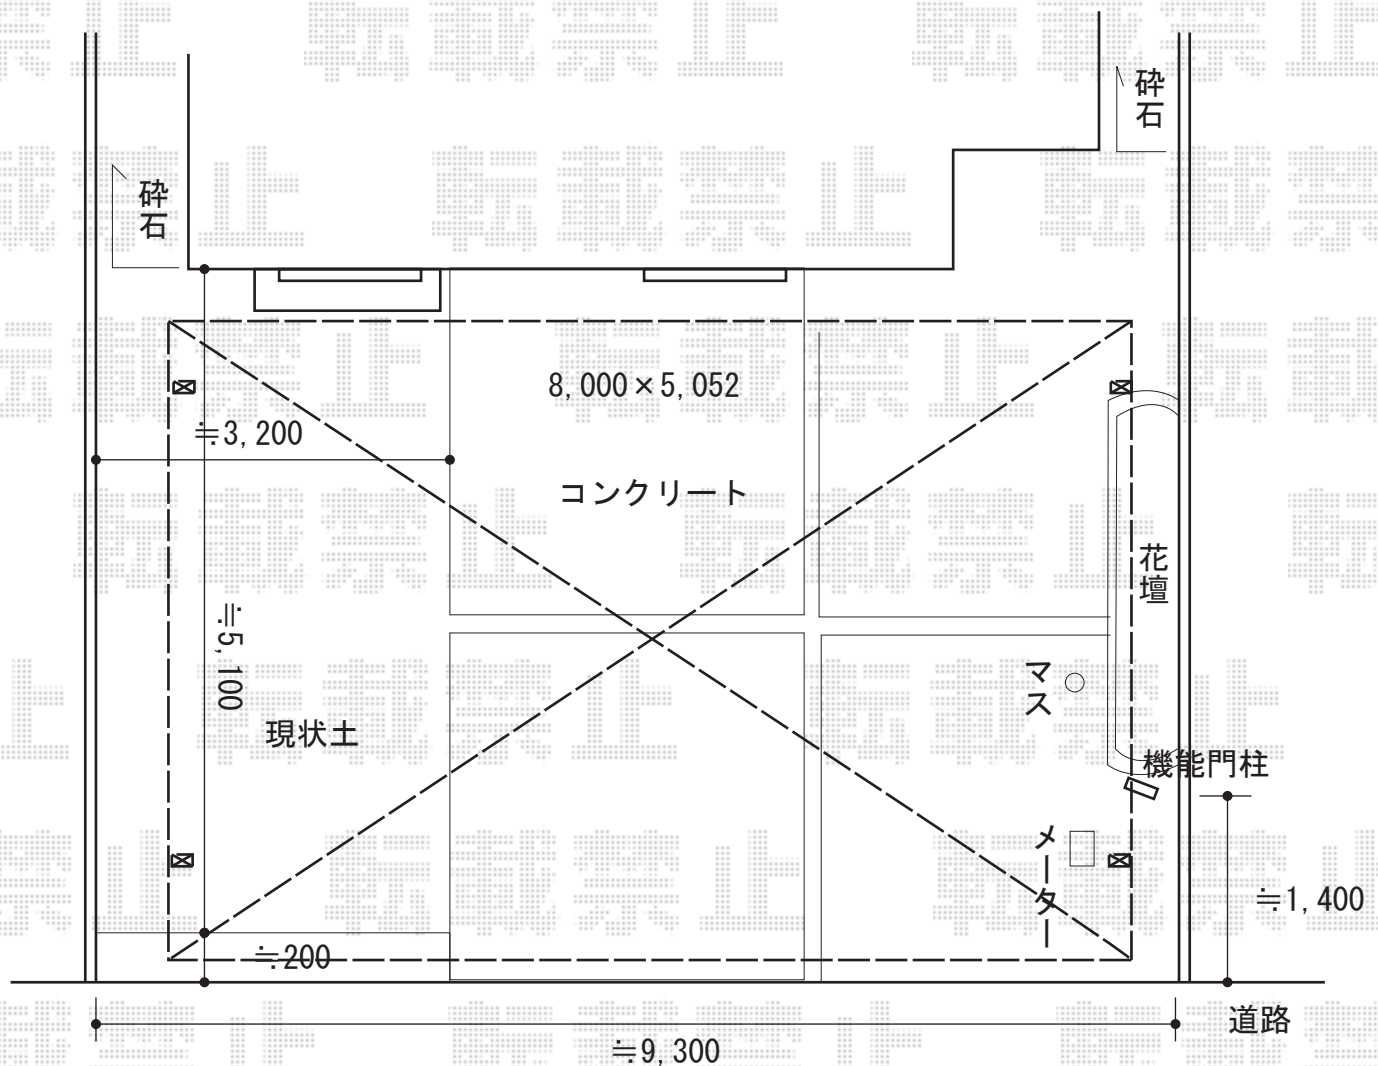 転載禁止
砕石
砕石
8,000×5,052
≒3,200
コンクリート
花壇
≒5,100
マス
現状土
機能門柱
メーター
≒1,400
≒200
道路
≒9,300